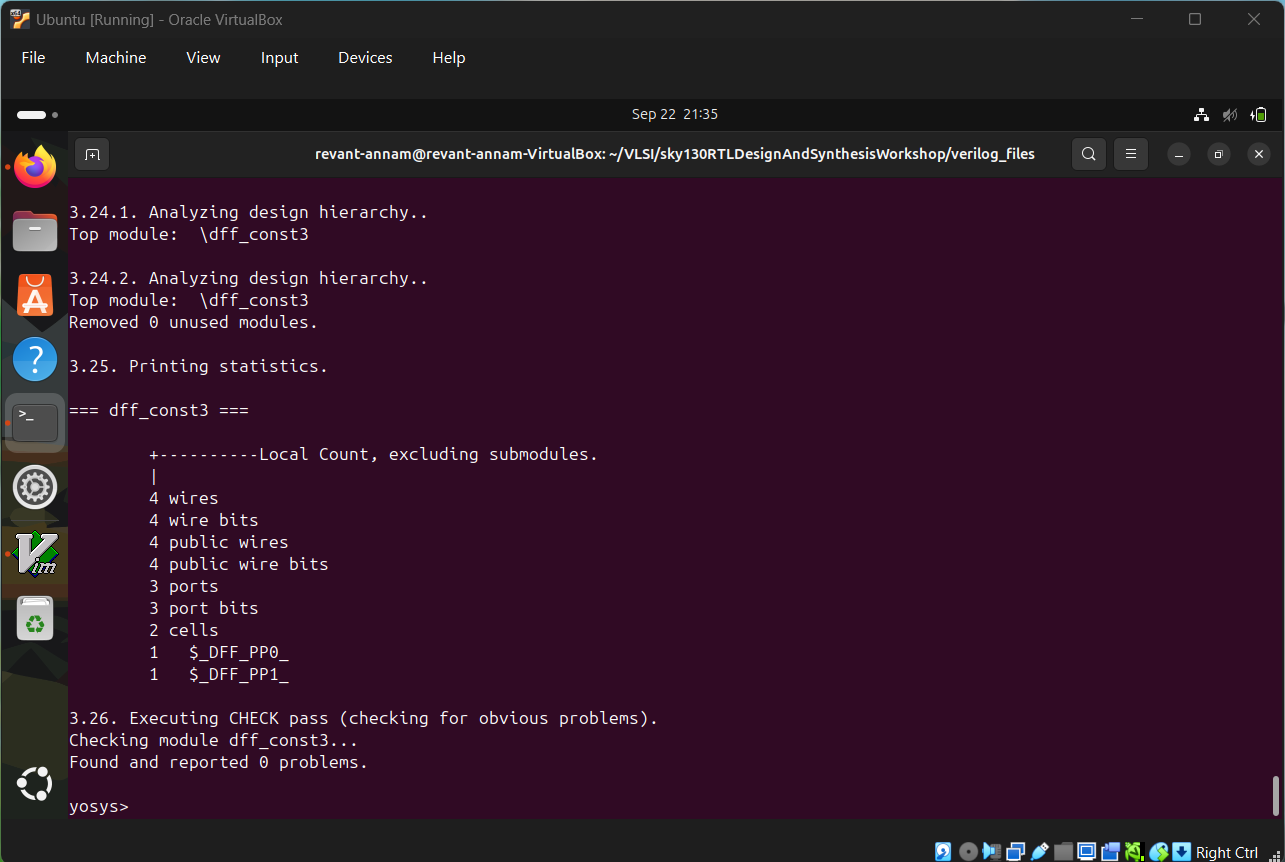 Ubuntu [Running] - Oracle VirtualBox
File Machine View Input Devices Help
Sep 22 21:35
revant-annam@revant-annam-VirtualBox: ~/VLSI/sky130RTLDesignAndSynthesisWorkshop/verilog_files
3.24.1. Analyzing design hierarchy..
Top module:  \dff_const3
3.24.2. Analyzing design hierarchy..
Top module:  \dff_const3
Removed 0 unused modules.
3.25. Printing statistics.
=== dff_const3 ===
        +----------Local Count, excluding submodules.
        |
        4 wires
        4 wire bits
        4 public wires
        4 public wire bits
        3 ports
        3 port bits
        2 cells
        1   $_DFF_PP0_
        1   $_DFF_PP1_
3.26. Executing CHECK pass (checking for obvious problems).
Checking module dff_const3...
Found and reported 0 problems.
yosys>
Right Ctrl